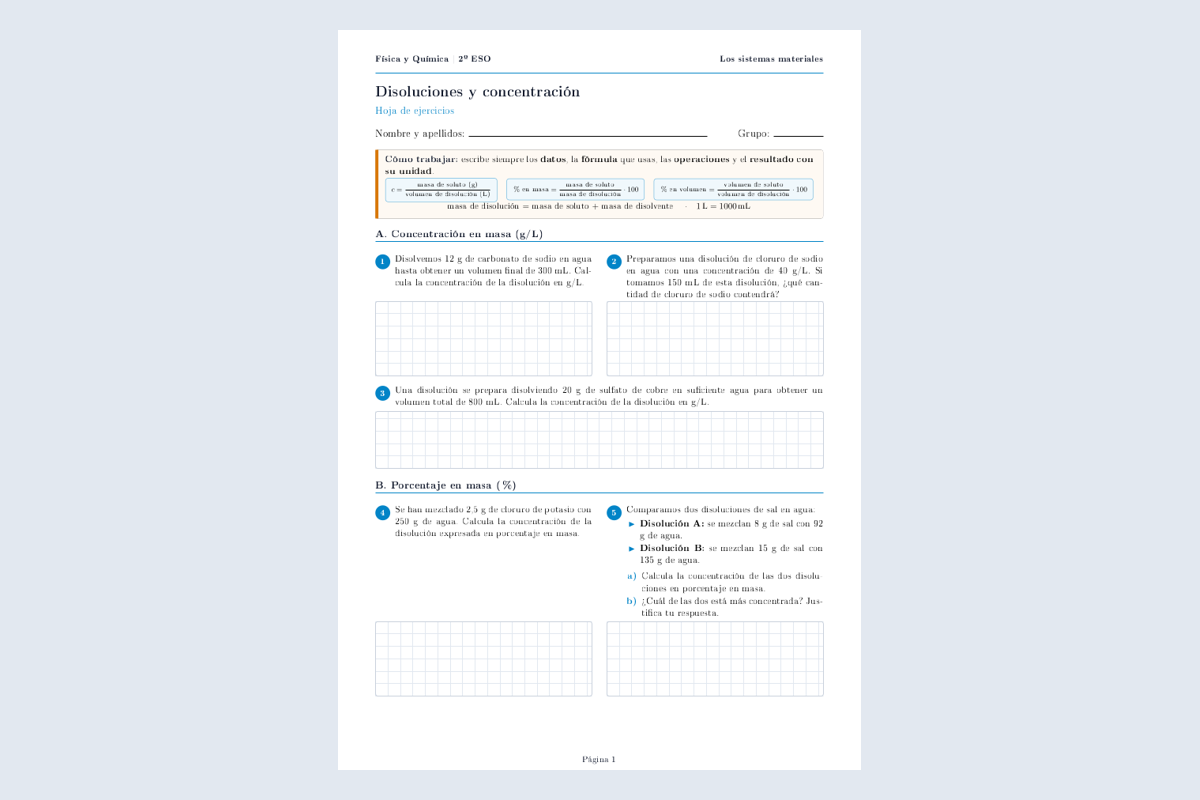 Física y Química | 2º ESO
Los sistemas materiales
Disoluciones y concentración
Hoja de ejercicios
Nombre y apellidos:
Grupo:
Cómo trabajar: escribe siempre los datos, la fórmula que usas, las operaciones y el resultado con
su unidad.
c = masa de soluto (g) / volumen de disolución (L)
% en masa = masa de soluto / masa de disolución · 100
% en volumen = volumen de soluto / volumen de disolución · 100
masa de disolución = masa de soluto + masa de disolvente · 1 L = 1000 mL
A. Concentración en masa (g/L)
1 Disolvemos 12 g de carbonato de sodio en agua
hasta obtener un volumen final de 300 mL. Cal-
cula la concentración de la disolución en g/L.
2 Preparamos una disolución de cloruro de sodio
en agua con una concentración de 40 g/L. Si
tomamos 150 mL de esta disolución, ¿qué can-
tidad de cloruro de sodio contendrá?
3 Una disolución se prepara disolviendo 20 g de sulfato de cobre en suficiente agua para obtener un
volumen total de 800 mL. Calcula la concentración de la disolución en g/L.
B. Porcentaje en masa (%)
4 Se han mezclado 2,5 g de cloruro de potasio con
250 g de agua. Calcula la concentración de la
disolución expresada en porcentaje en masa.
5 Comparamos dos disoluciones de sal en agua.
► Disolución A: se mezclan 8 g de sal con 92
g de agua.
► Disolución B: se mezclan 15 g de sal con
135 g de agua.
a) Calcula la concentración de las dos disolu-
ciones en porcentaje en masa.
b) ¿Cuál de las dos está más concentrada? Jus-
tifica tu respuesta.
Página 1